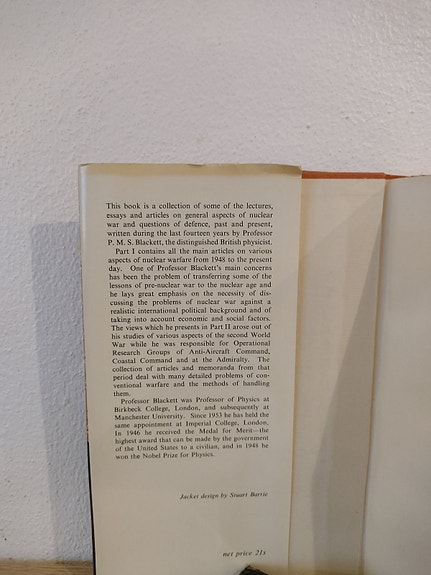 This book is a collection of some of the lectures,
essays and articles on general aspects of nuclear
war and questions of defence, past and present,
written during the last fourteen years by Professor
P. M. S. Blackett, the distinguished British physicist.
Part I contains all the main articles on various
aspects of nuclear warfare from 1948 to the present
day. One of Professor Blackett's main concerns
has been the problem of transferring some of the
lessons of pre-nuclear war to the nuclear age and
he lays great emphasis on the necessity of dis-
cussing the problems of nuclear war against a
realistic international political background and of
taking into account economic and social factors.
The views which he presents in Part II arose out of
his studies of various aspects of the second World
War while he was responsible for Operational
Research Groups of Anti-Aircraft Command,
Coastal Command and at the Admiralty. The
collection of articles and memoranda from that
period deal with many detailed problems of con-
ventional warfare and the methods of handling
them.
Professor Blackett was Professor of Physics at
Birkbeck College, London, and subsequently at
Manchester University. Since 1953 he has held the
same appointment at Imperial College, London.
In 1946 he received the Medal for Merit—the
highest award that can be made by the government
of the United States to a civilian, and in 1948 he
won the Nobel Prize for Physics.
Jacket design by Stuart Barrie
net price 21s